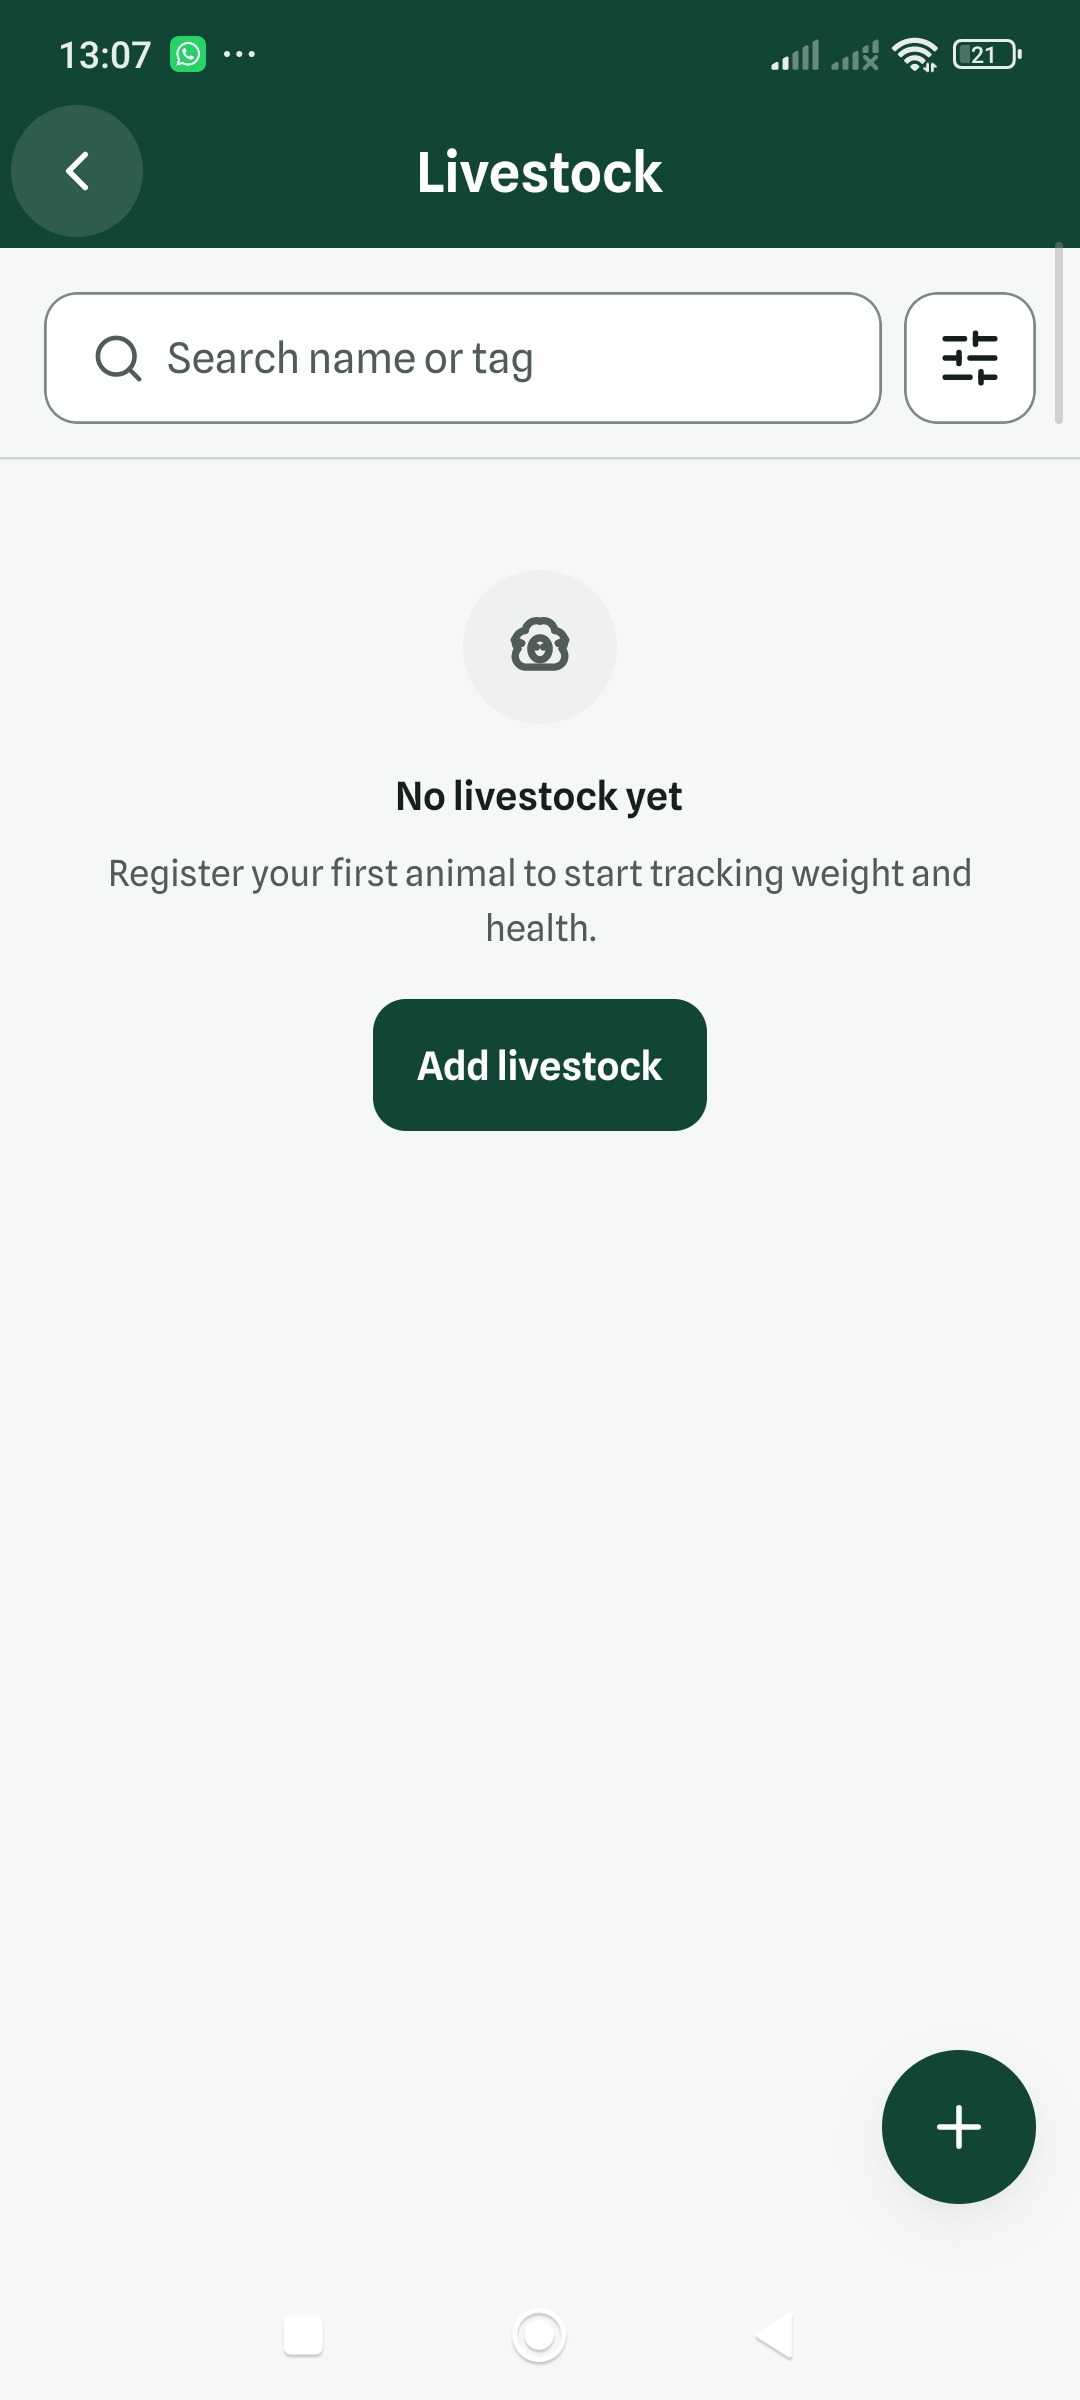 13:07
21
Livestock
Search name or tag
No livestock yet
Register your first animal to start tracking weight and
health.
Add livestock